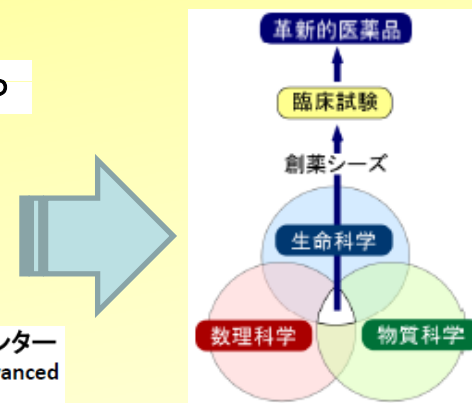 革新的医薬品
臨床試験
創薬シーズ
生命科学
数理科学
物質科学
ンター
anced